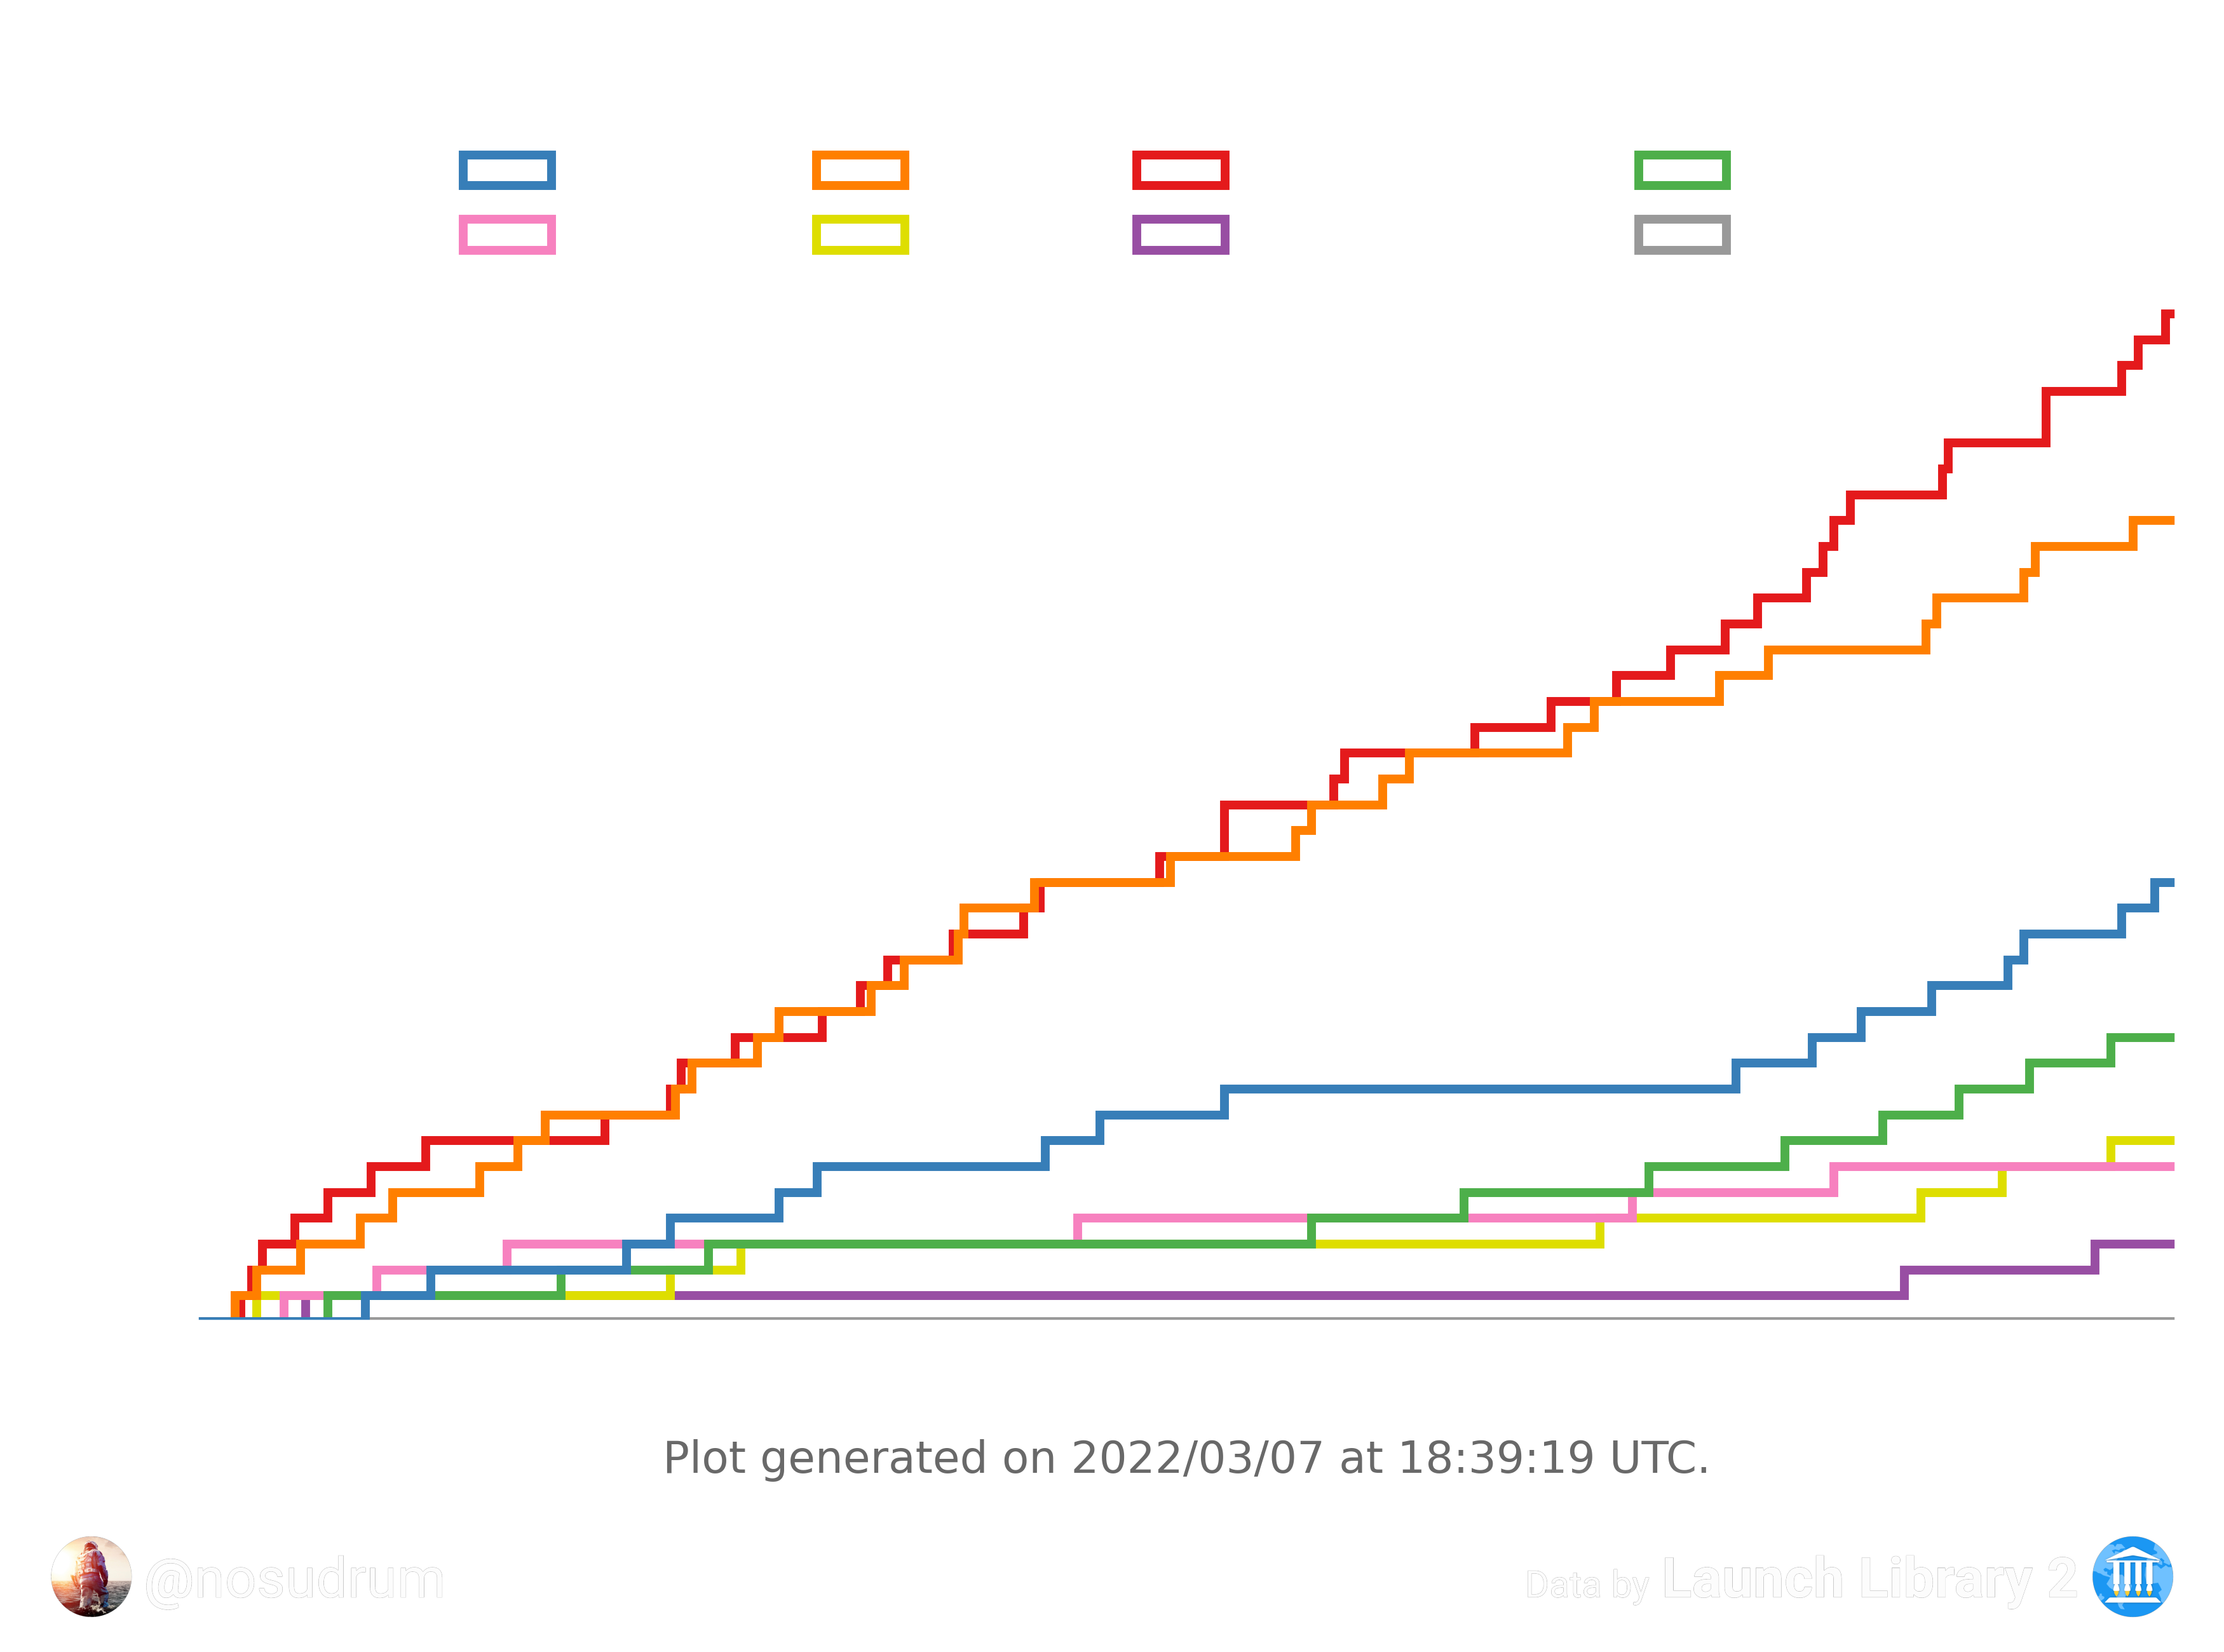 Plot generated on 2022/03/07 at 18:39:19 UTC.
@nosudrum
Data by Launch Library 2